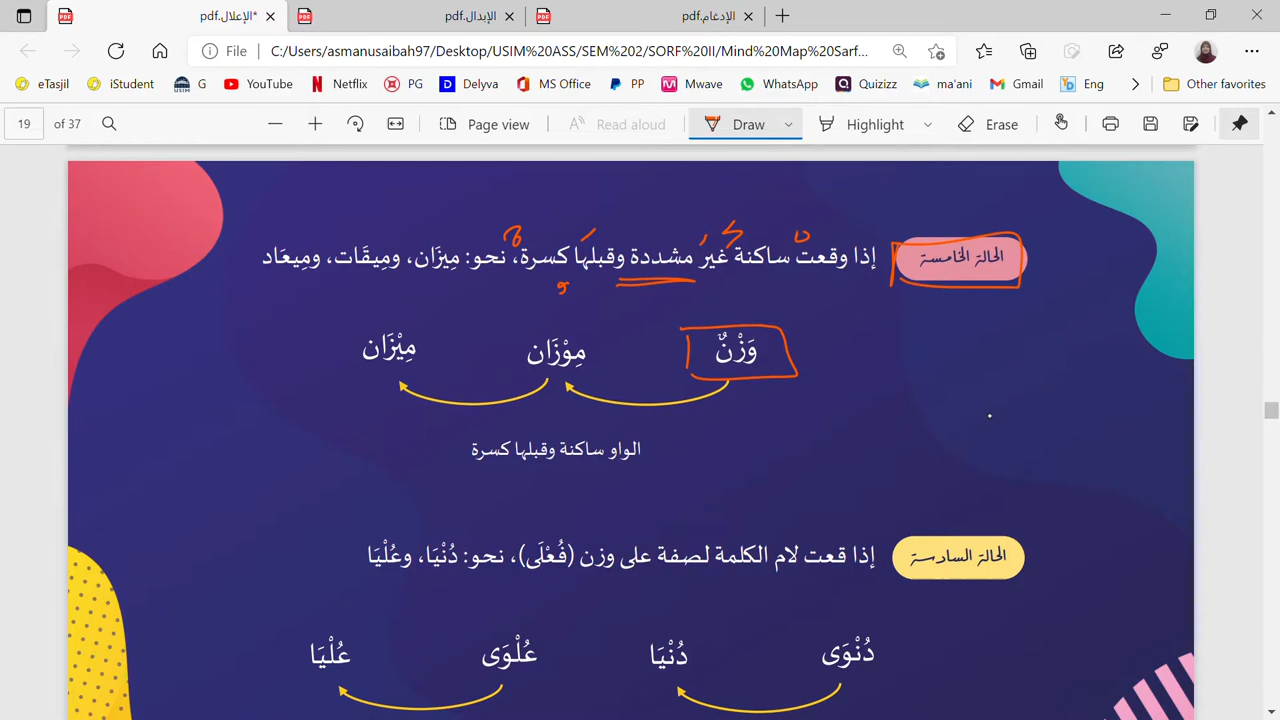 *الإعلال.pdf
الإبدال.pdf
الإدغام.pdf
File C:/Users/asmanusaibah97/Desktop/USIM%20ASS/SEM%202/SORF%20II/Mind%20Map%20Sarf...
eTasjil iStudent G YouTube Netflix PG Delyva MS Office PP Mwave WhatsApp Quizizz ma'ani Gmail Eng Other favorites
19 of 37 Page view Read aloud Draw Highlight Erase
الحالة الخامسة
إذا وقعت ساكنة غير مشددة وقبلها كسرة، نحو: مِيزَان، ومِيقَات، ومِيعَاد
وَزْنٌ مِوْزَان مِيْزَان
الواو ساكنة وقبلها كسرة
الحالة السادسة
إذا قعت لام الكلمة لصفة على وزن (فُعْلَى)، نحو: دُنْيَا، وعُلْيَا
دُنْوَى دُنْيَا عُلْوَى عُلْيَا